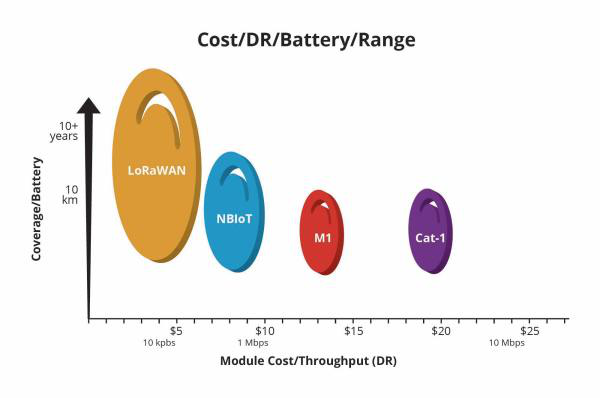 Cost/DR/Battery/Range
10+
years
10
km
Coverage/Battery
LoRaWAN
NBIoT
M1
Cat-1
$5
$10
$15
$20
$25
10 kpbs
1 Mbps
10 Mbps
Module Cost/Throughput (DR)